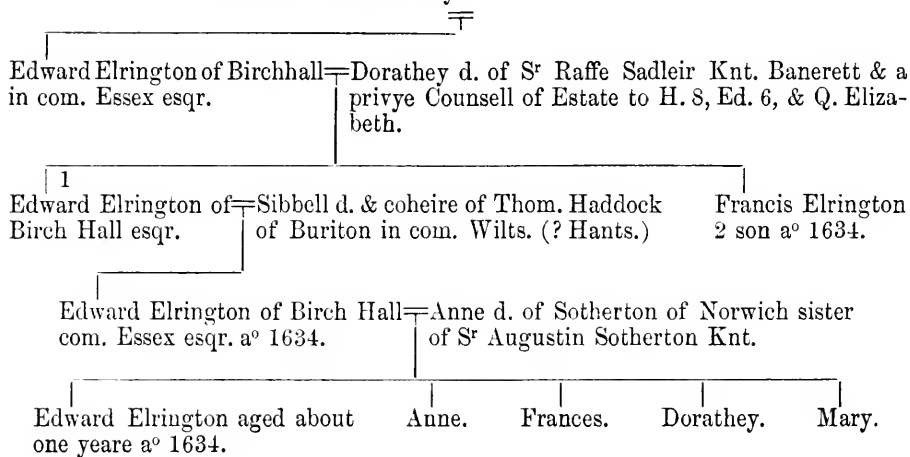 Edward Elrington of Birchhall=Dorathey d. of Sʳ Raffe Sadleir Knt. Banerett & a
in com. Essex esqr.
privye Counsell of Estate to H. 8, Ed. 6, & Q. Eliza-
beth.
1
Edward Elrington of=Sibbell d. & coheire of Thom. Haddock
Birch Hall esqr.
of Buriton in com. Wilts. (? Hants.)
Francis Elrington
2 son aᵒ 1634.
Edward Elrington of Birch Hall=Anne d. of Sotherton of Norwich sister
com. Essex esqr. aᵒ 1634.
of Sʳ Augustin Sotherton Knt.
Edward Elrington aged about
one yeare aᵒ 1634.
Anne.
Frances.
Dorathey.
Mary.